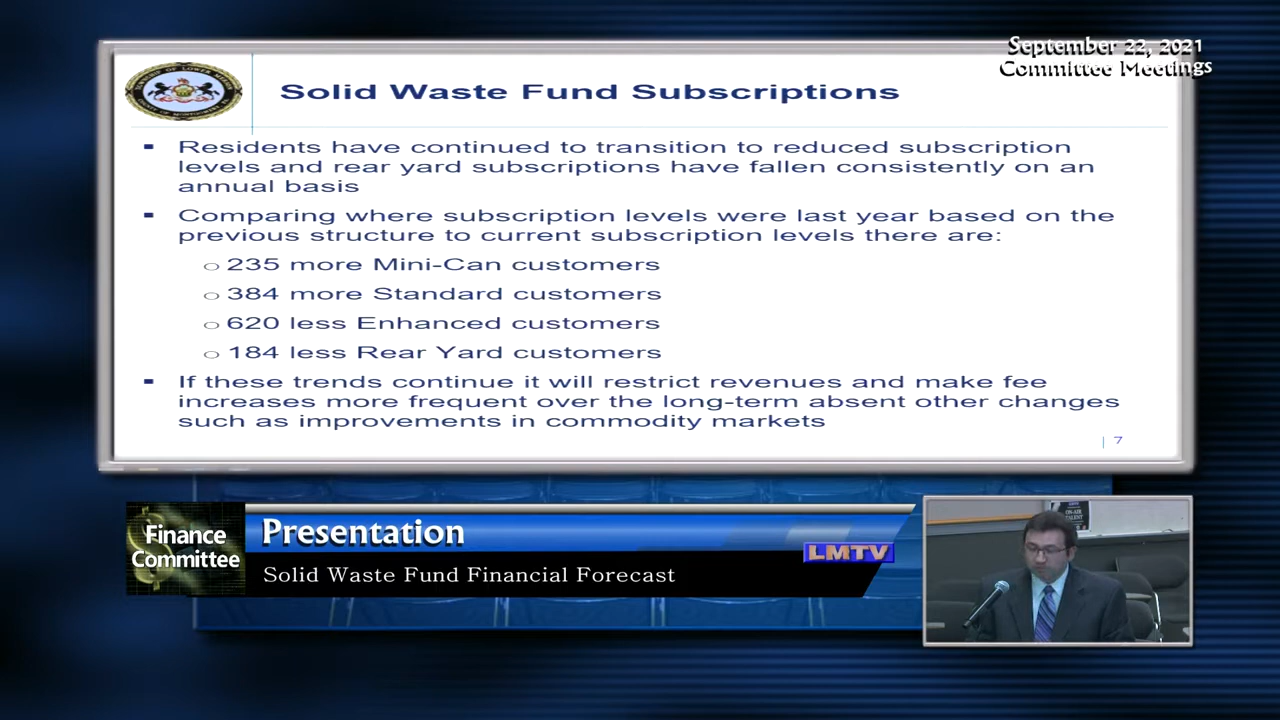 September 22, 2021
Committee Meetings
Solid Waste Fund Subscriptions
Residents have continued to transition to reduced subscription
levels and rear yard subscriptions have fallen consistently on an
annual basis
Comparing where subscription levels were last year based on the
previous structure to current subscription levels there are:
235 more Mini-Can customers
384 more Standard customers
620 less Enhanced customers
184 less Rear Yard customers
If these trends continue it will restrict revenues and make fee
increases more frequent over the long-term absent other changes
such as improvements in commodity markets
| 7
Finance
Committee
Presentation
LMTV
Solid Waste Fund Financial Forecast
ON-AIR
TALENT